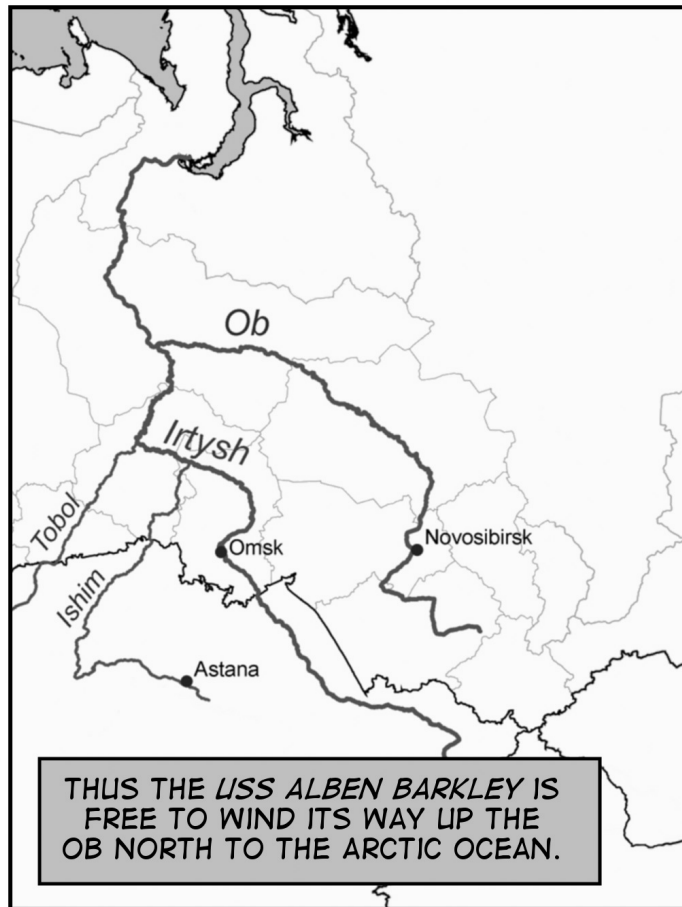 Ob
Irtysh
Tobol
Omsk
Novosibirsk
Ishim
Astana
THUS THE USS ALBEN BARKLEY IS
FREE TO WIND ITS WAY UP THE
OB NORTH TO THE ARCTIC OCEAN.